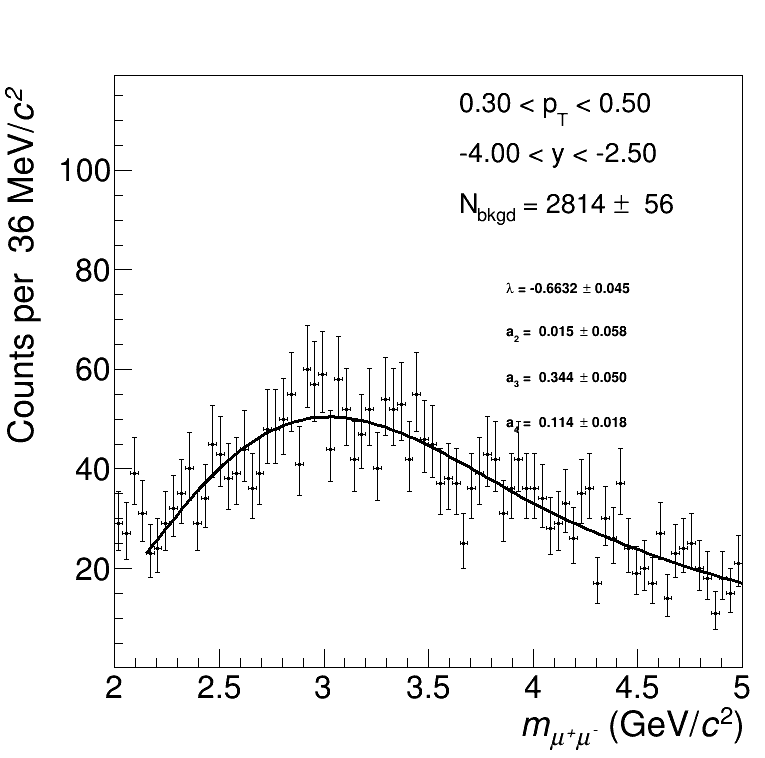 0.30 < p_T < 0.50
-4.00 < y < -2.50
N_bkgd = 2814 ± 56
λ = -0.6632 ± 0.045
a_2 = 0.015 ± 0.058
a_3 = 0.344 ± 0.050
a_4 = 0.114 ± 0.018
Counts per 36 MeV/c^2
100
80
60
40
20
2 2.5 3 3.5 4 4.5 5
m_μ⁺μ⁻ (GeV/c^2)